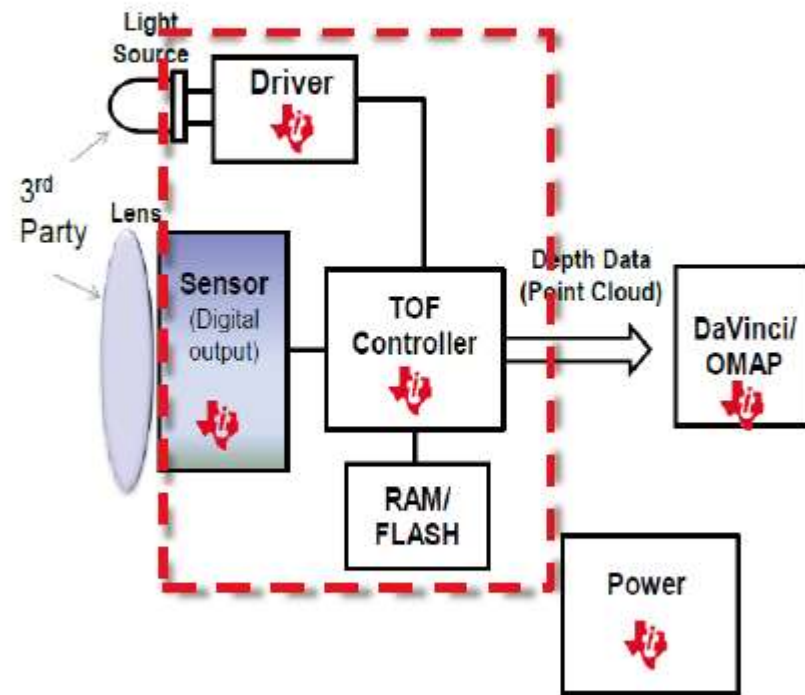 Light
Source
Driver
3rd
Party
Lens
Sensor
(Digital
output)
TOF
Controller
Depth Data
(Point Cloud)
DaVinci/
OMAP
RAM/
FLASH
Power